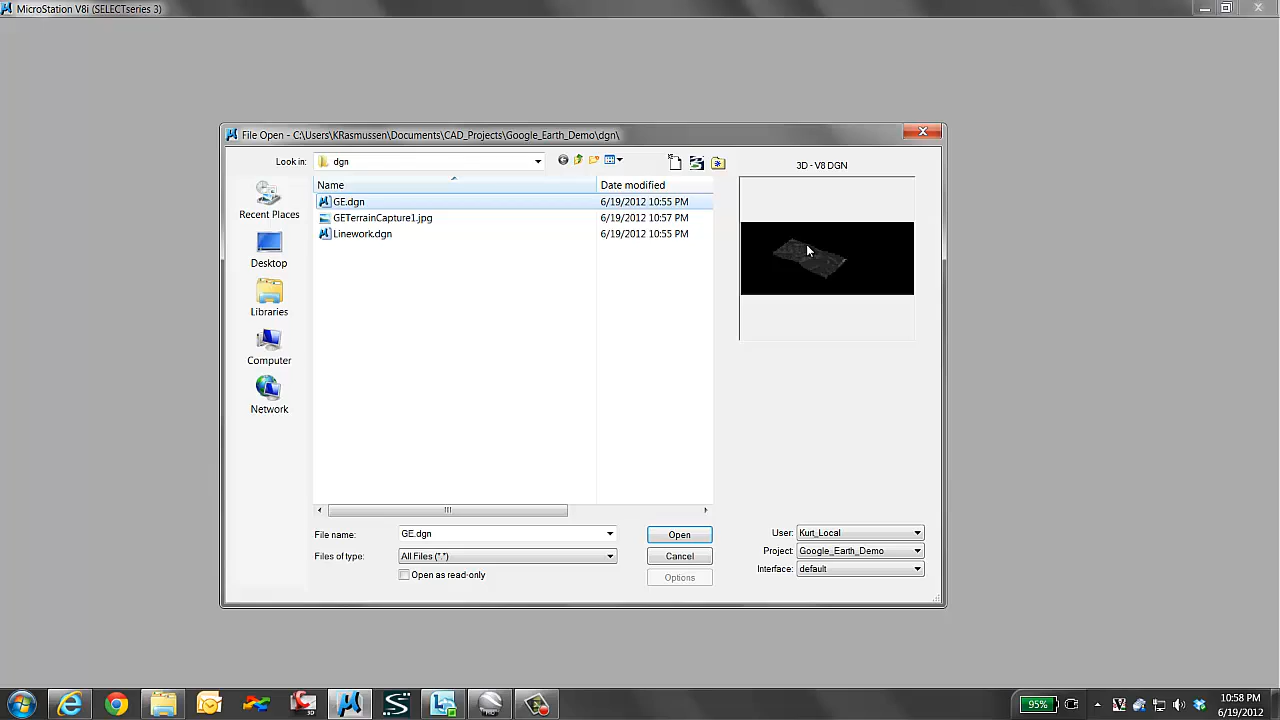 MicroStation V8i (SELECTseries 3)
File Open - C:\Users\KRasmussen\Documents\CAD_Projects\Google_Earth_Demo\dgn\
Look in: dgn
3D - V8 DGN
Name Date modified
GE.dgn 6/19/2012 10:55 PM
GETerrainCapture1.jpg 6/19/2012 10:57 PM
Linework.dgn 6/19/2012 10:55 PM
Recent Places
Desktop
Libraries
Computer
Network
File name: GE.dgn Open
Files of type: All Files (*.*) Cancel
Open as read-only Options
User: Kurt_Local
Project: Google_Earth_Demo
Interface: default
95%
10:58 PM
6/19/2012